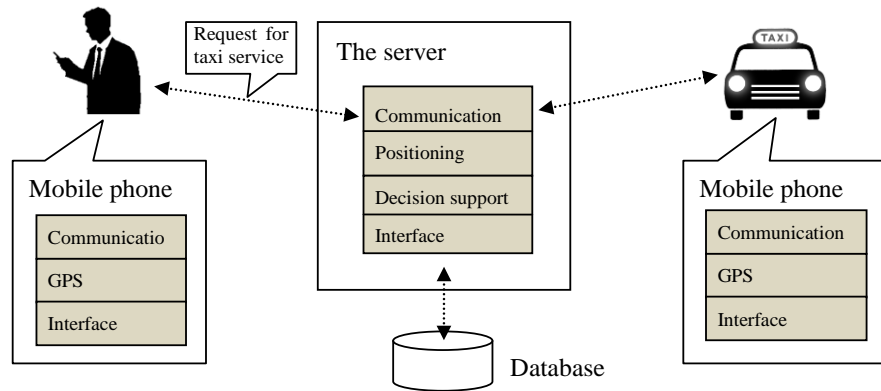 Request for
taxi service
The server
Communication
Positioning
Decision support
Interface
TAXI
Mobile phone
Communicatio
GPS
Interface
Mobile phone
Communication
GPS
Interface
Database